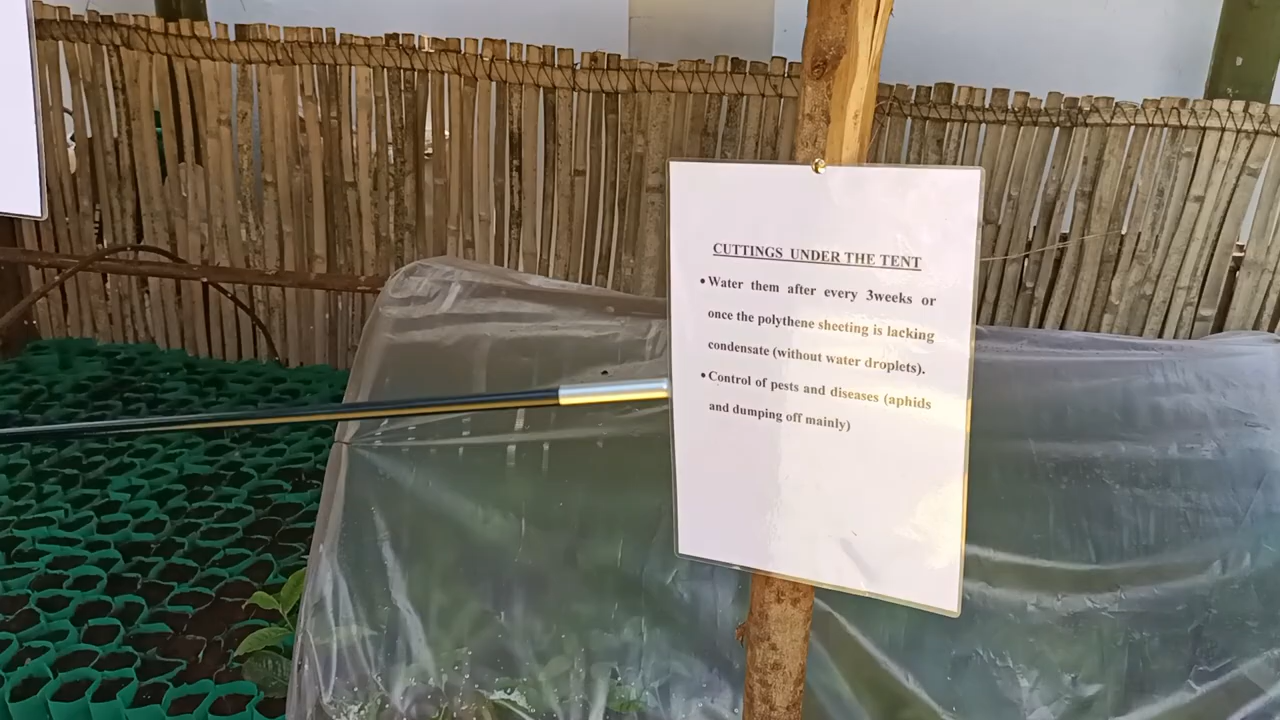 CUTTINGS UNDER THE TENT
• Water them after every 3weeks or
once the polythene sheeting is lacking
condensate (without water droplets).
• Control of pests and diseases (aphids
and dumping off mainly)